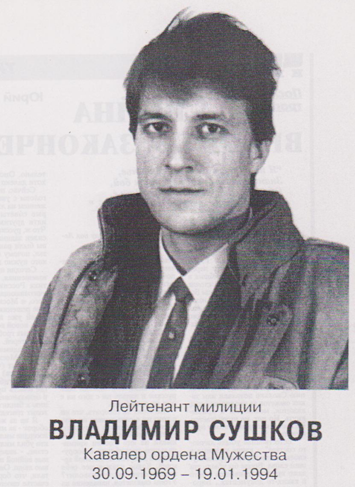 Лейтенант милиции
ВЛАДИМИР СУШКОВ
Кавалер ордена Мужества
30.09.1969 – 19.01.1994